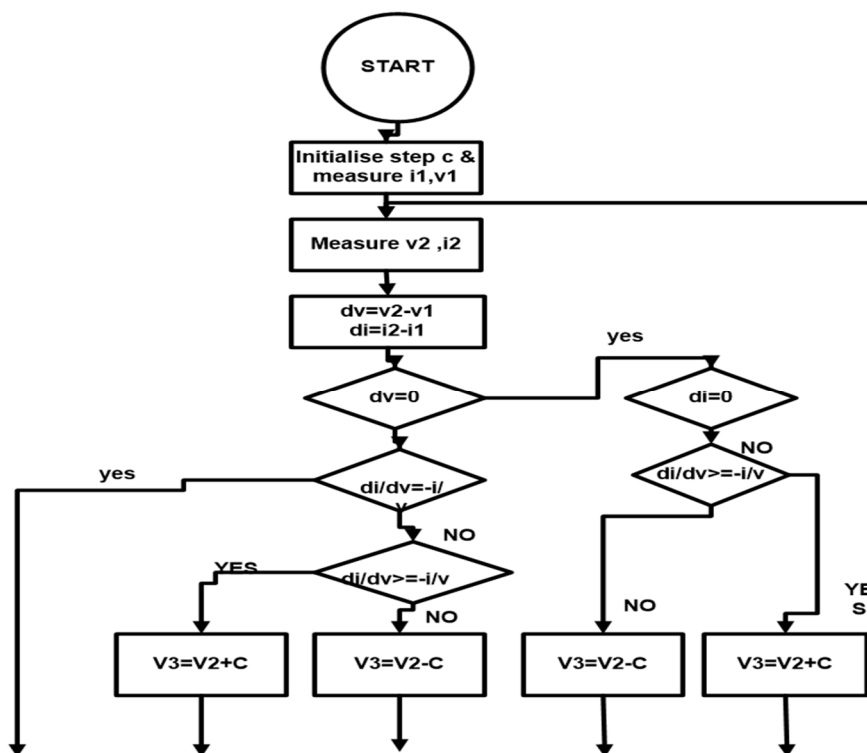 START
Initialise step c &
measure i1,v1
Measure v2 ,i2
dv=v2-v1
di=i2-i1
yes
dv=0
di=0
NO
yes
di/dv=-i/
v
di/dv>=-i/v
NO
YES
di/dv>=-i/v
NO
NO
YE
S
V3=V2+C
V3=V2-C
V3=V2-C
V3=V2+C